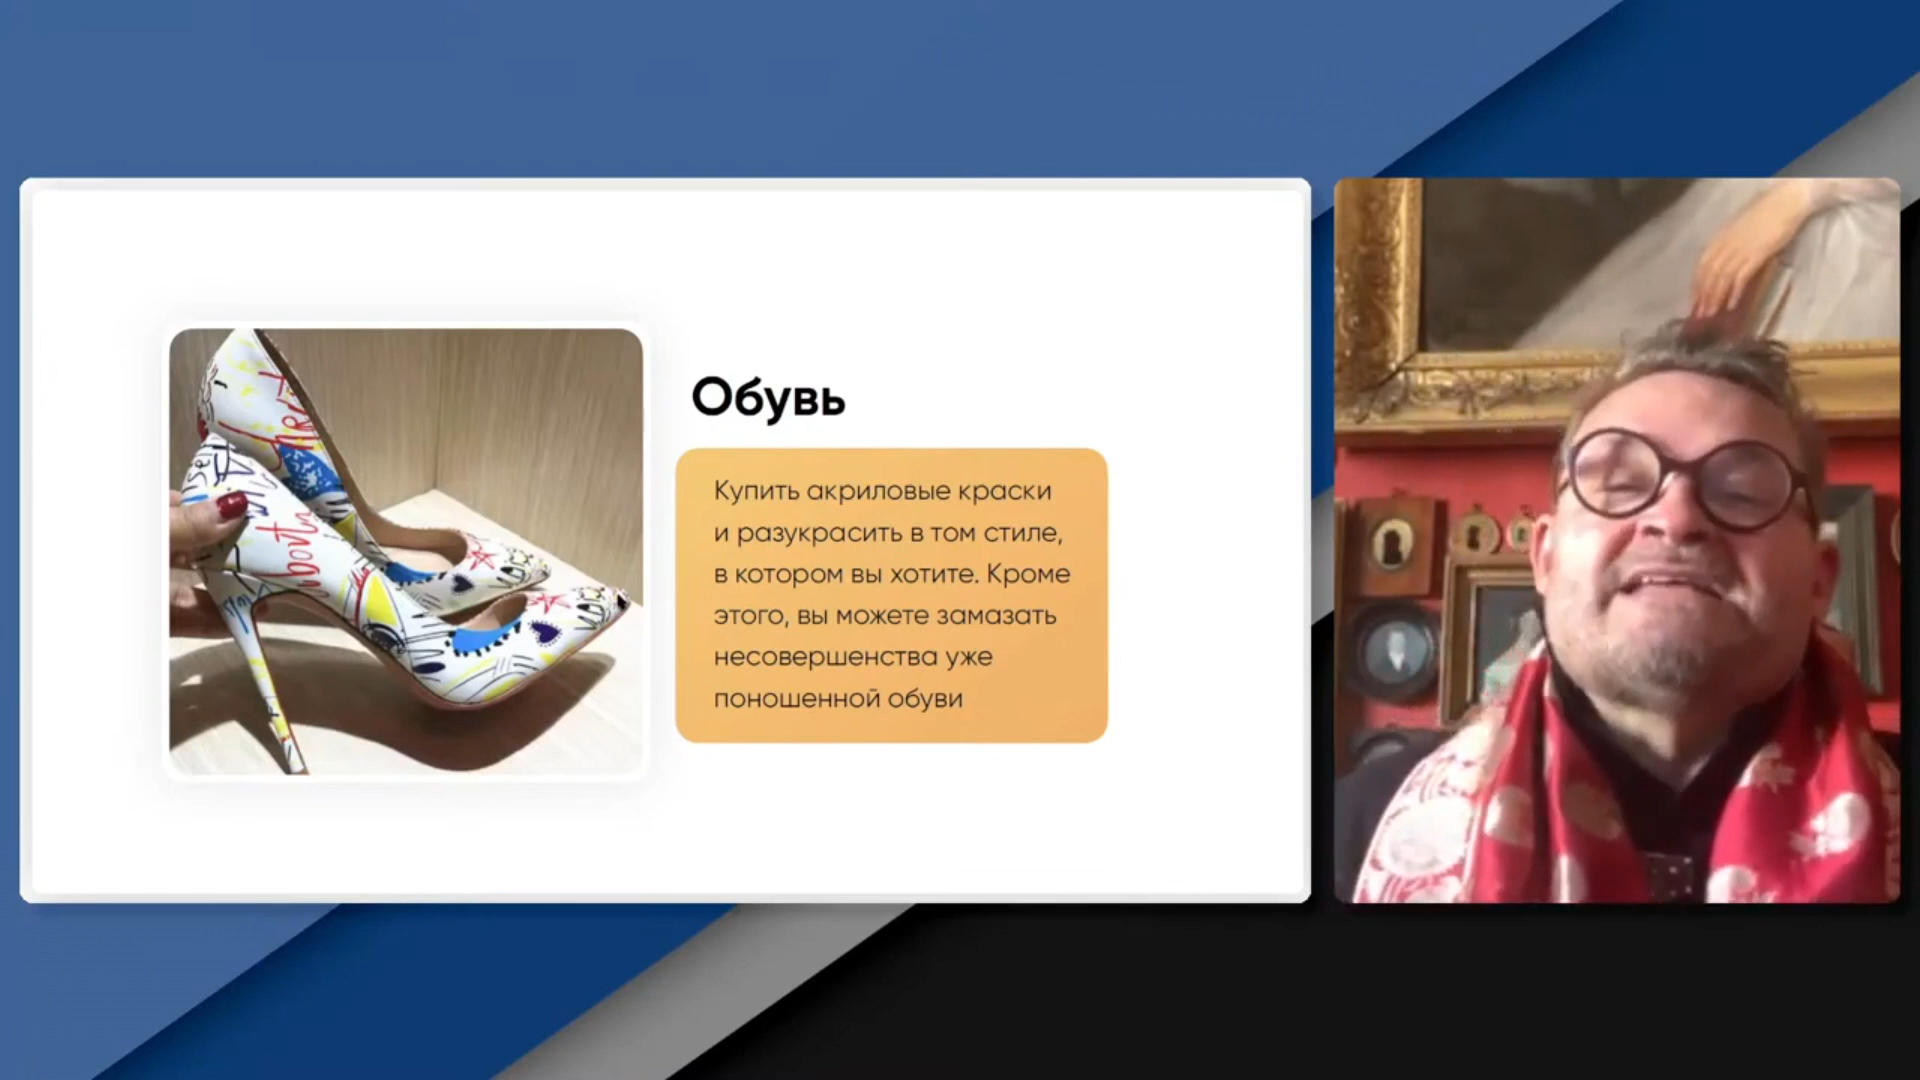 Обувь
Купить акриловые краски
и разукрасить в том стиле,
в котором вы хотите. Кроме
этого, вы можете замазать
несовершенства уже
поношенной обуви